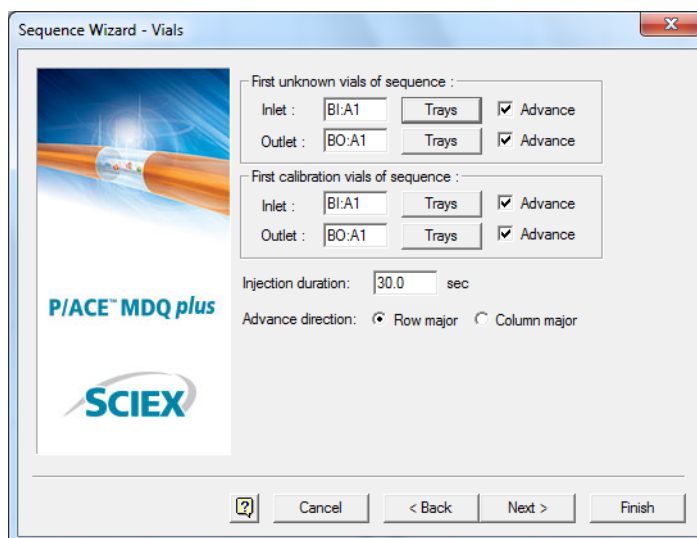 Sequence Wizard - Vials
X
First unknown vials of sequence :
Inlet : BI:A1 Trays Advance
Outlet : BO:A1 Trays Advance
First calibration vials of sequence :
Inlet : BI:A1 Trays Advance
Outlet : BO:A1 Trays Advance
Injection duration: 30.0 sec
Advance direction: Row major Column major
P/ACE™ MDQ plus
SCIEX
? Cancel < Back Next > Finish